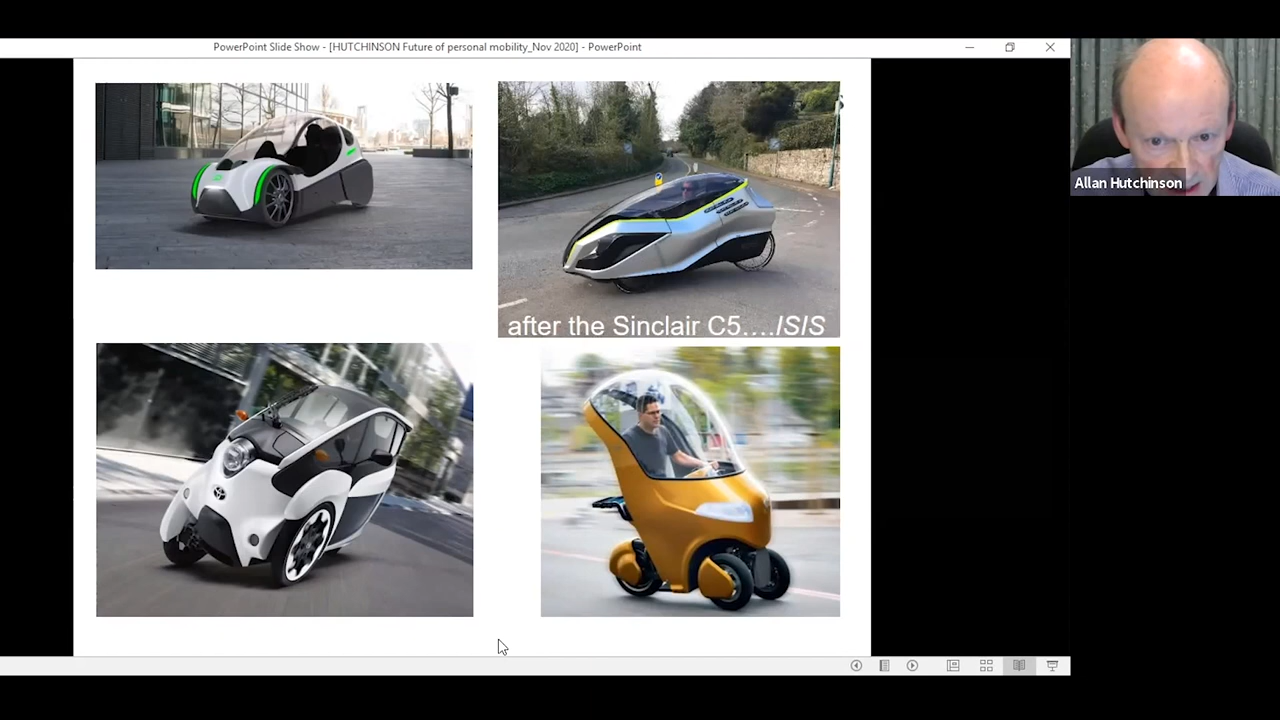 PowerPoint Slide Show - [HUTCHINSON Future of personal mobility_Nov 2020] - PowerPoint
Allan Hutchinson
after the Sinclair C5....ISIS